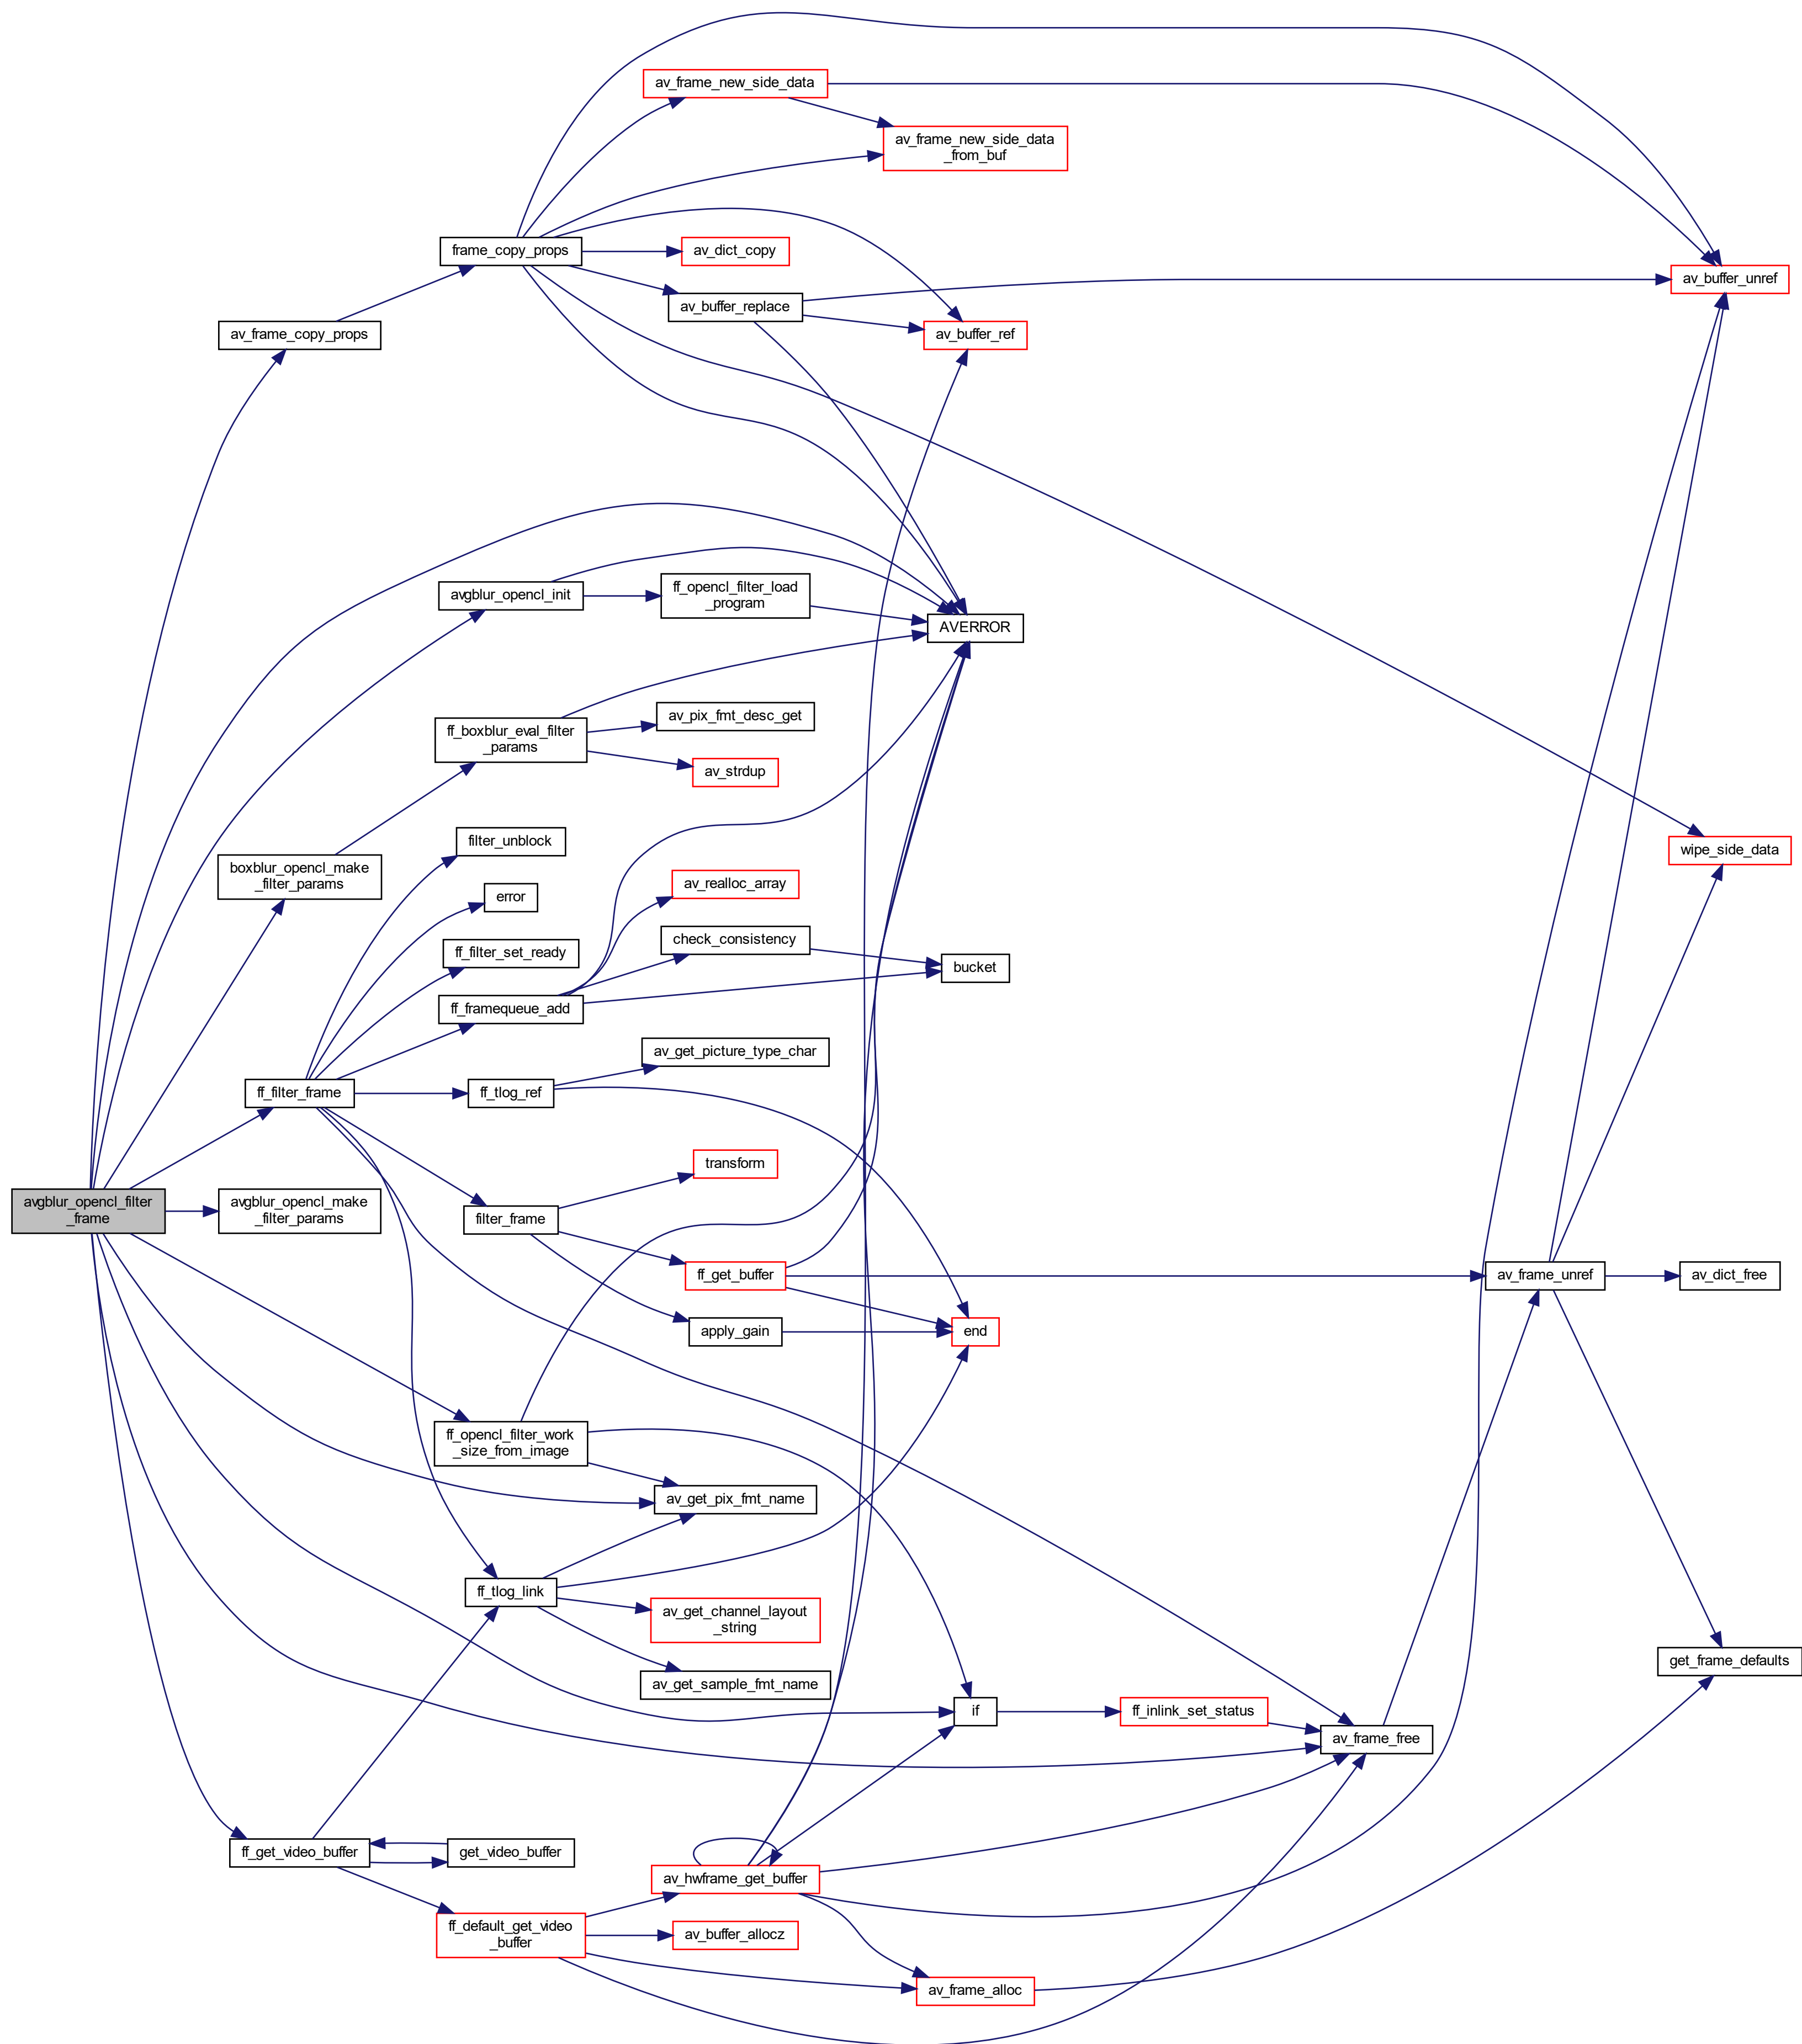 av_frame_new_side_data
av_frame_new_side_data
_from_buf
frame_copy_props
av_dict_copy
av_buffer_unref
av_buffer_replace
av_frame_copy_props
av_buffer_ref
avgblur_opencl_init
ff_opencl_filter_load
_program
AVERROR
ff_boxblur_eval_filter
_params
av_pix_fmt_desc_get
av_strdup
filter_unblock
wipe_side_data
boxblur_opencl_make
_filter_params
error
av_realloc_array
ff_filter_set_ready
check_consistency
bucket
ff_framequeue_add
av_get_picture_type_char
ff_filter_frame
ff_tlog_ref
transform
avgblur_opencl_filter
_frame
avgblur_opencl_make
_filter_params
filter_frame
ff_get_buffer
av_frame_unref
av_dict_free
apply_gain
end
ff_opencl_filter_work
_size_from_image
av_get_pix_fmt_name
ff_tlog_link
av_get_channel_layout
_string
get_frame_defaults
av_get_sample_fmt_name
if
ff_inlink_set_status
av_frame_free
ff_get_video_buffer
get_video_buffer
av_hwframe_get_buffer
ff_default_get_video
_buffer
av_buffer_allocz
av_frame_alloc